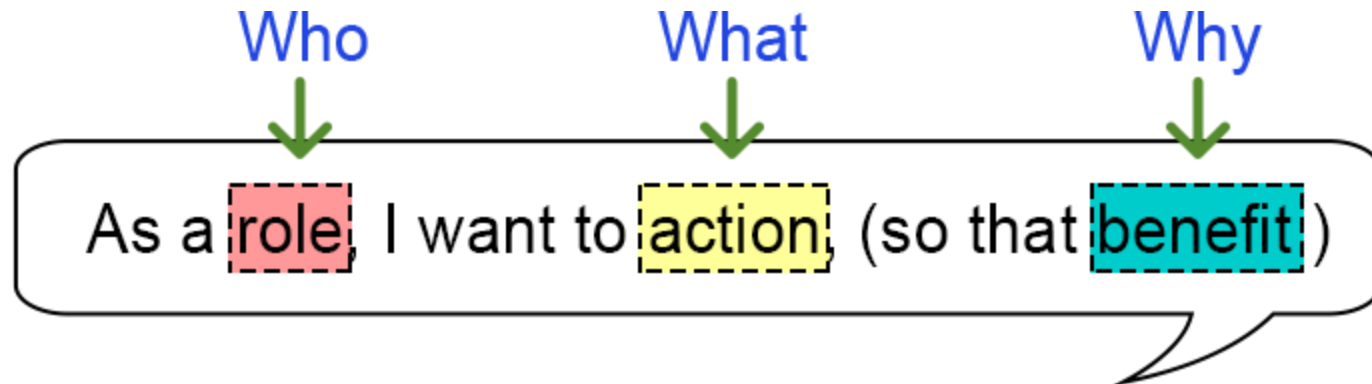 Who What Why
As a role, I want to action, (so that benefit )